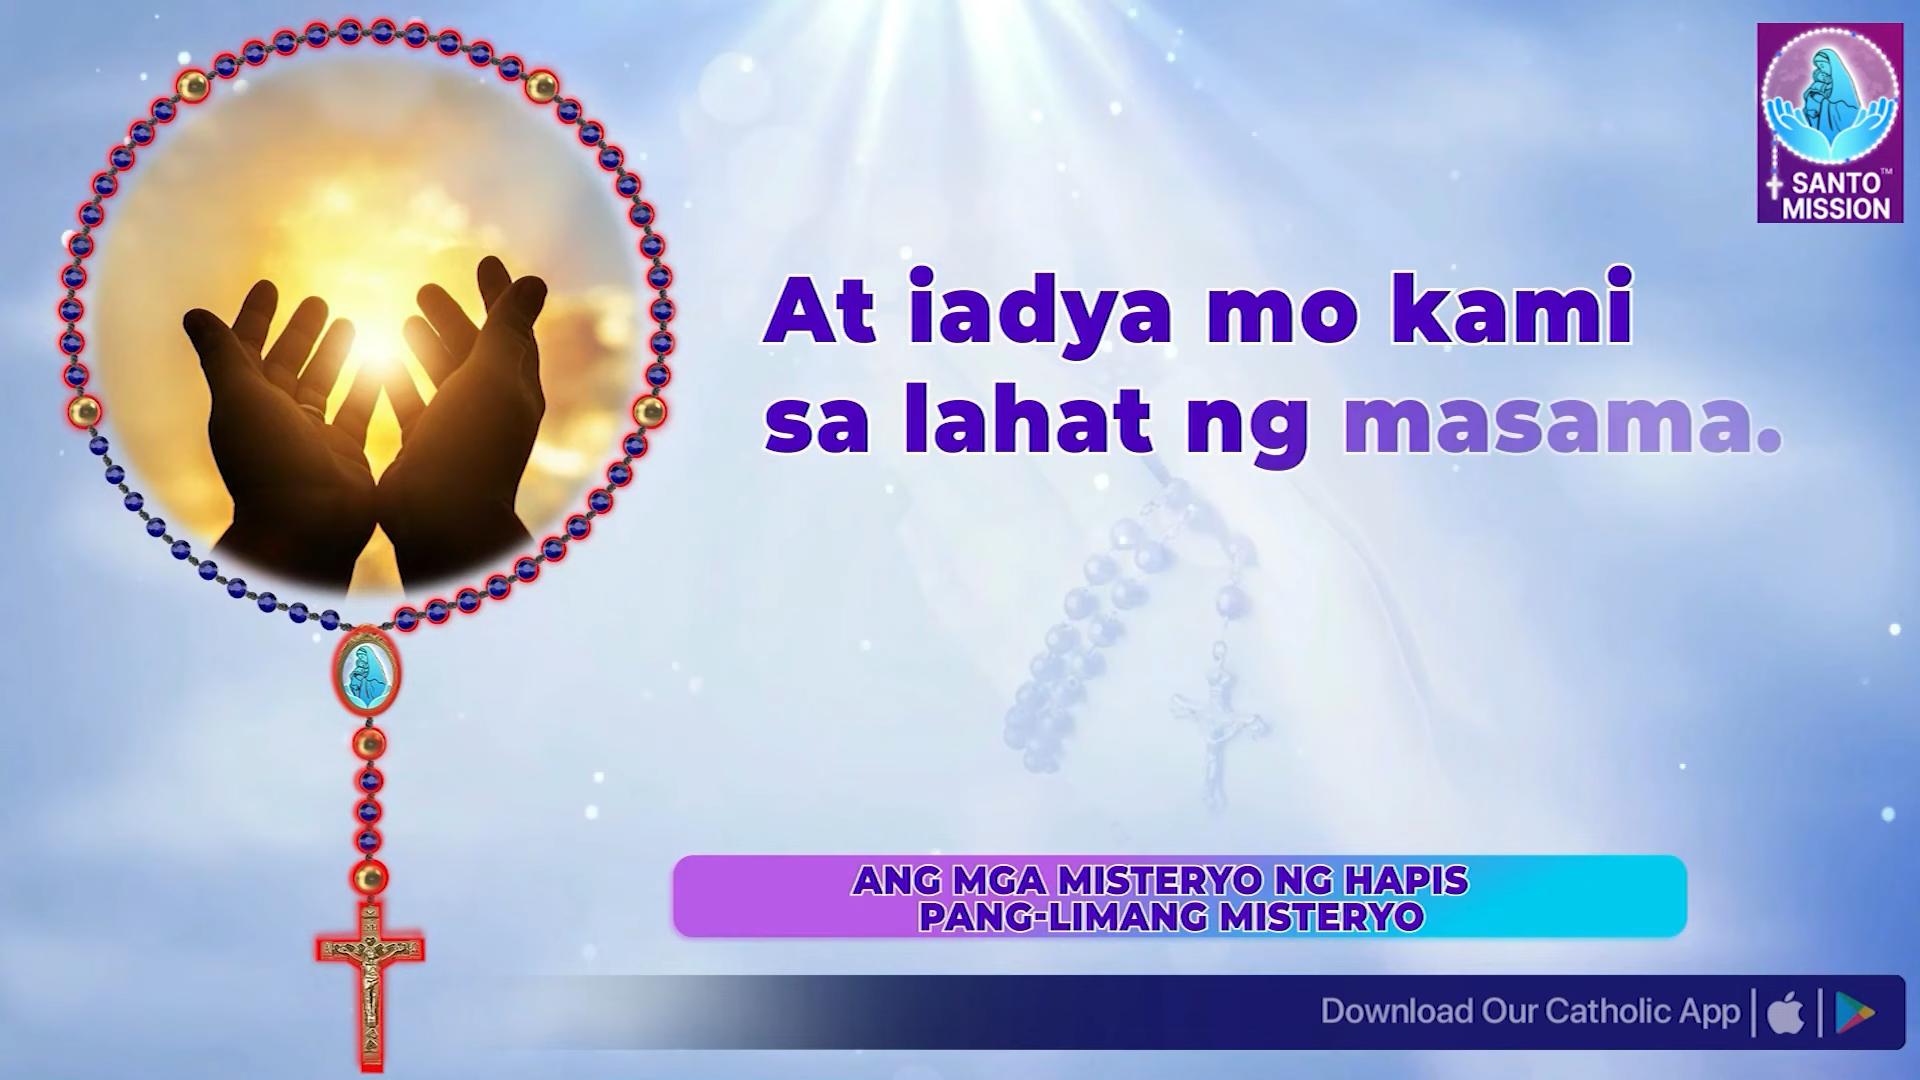 SANTO™
MISSION
At iadya mo kami
sa lahat ng masama.
ANG MGA MISTERYO NG HAPIS
PANG-LIMANG MISTERYO
Download Our Catholic App